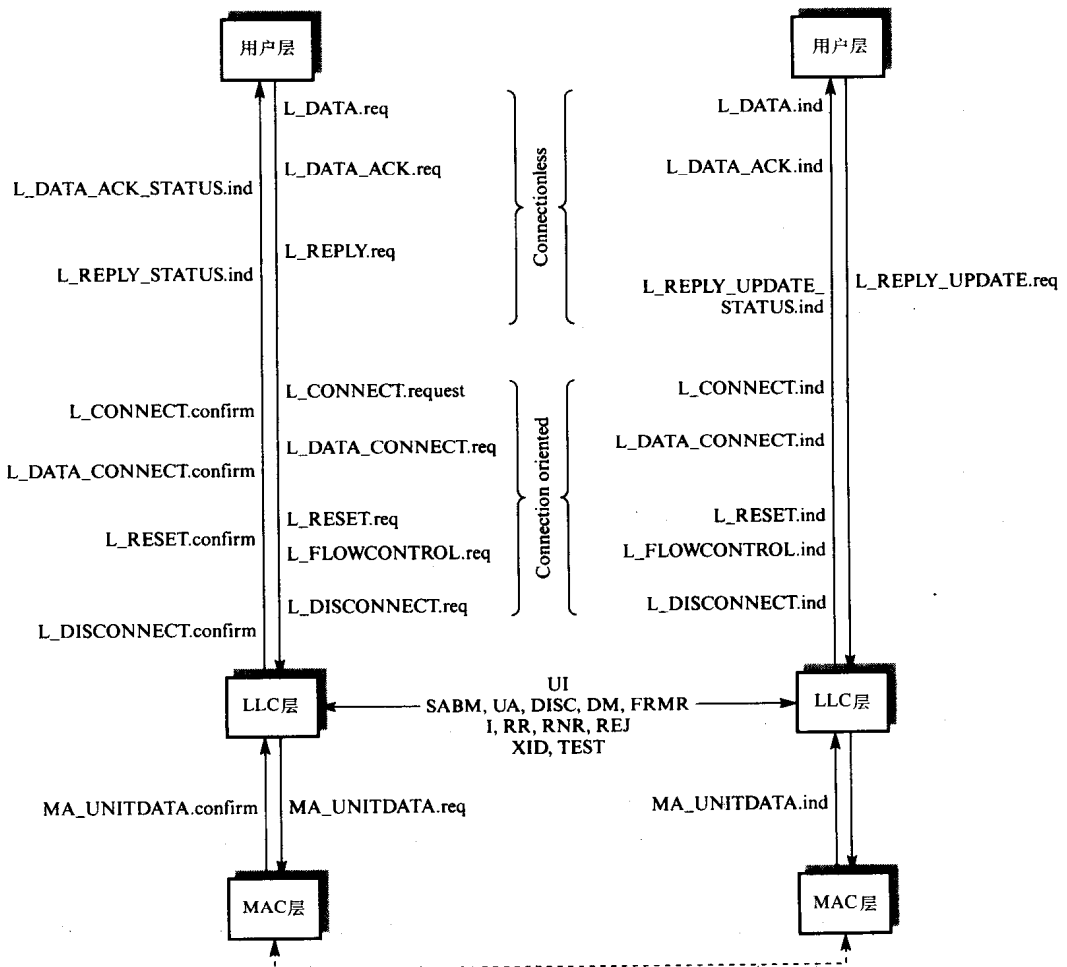 用户层
用户层
L_DATA.req
L_DATA.ind
L_DATA_ACK.req
L_DATA_ACK.ind
L_DATA_ACK_STATUS.ind
Connectionless
L_REPLY.req
L_REPLY_STATUS.ind
L_REPLY_UPDATE_
STATUS.ind
L_REPLY_UPDATE.req
L_CONNECT.request
L_CONNECT.ind
L_CONNECT.confirm
L_DATA_CONNECT.req
L_DATA_CONNECT.ind
L_DATA_CONNECT.confirm
Connection oriented
L_RESET.req
L_RESET.ind
L_RESET.confirm
L_FLOWCONTROL.req
L_FLOWCONTROL.ind
L_DISCONNECT.req
L_DISCONNECT.ind
L_DISCONNECT.confirm
LLC层
UI
SABM, UA, DISC, DM, FRMR
I, RR, RNR, REJ
XID, TEST
LLC层
MA_UNITDATA.confirm
MA_UNITDATA.req
MA_UNITDATA.ind
MAC层
MAC层